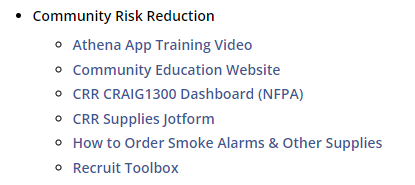 Community Risk Reduction
Athena App Training Video
Community Education Website
CRR CRAIG1300 Dashboard (NFPA)
CRR Supplies Jotform
How to Order Smoke Alarms & Other Supplies
Recruit Toolbox